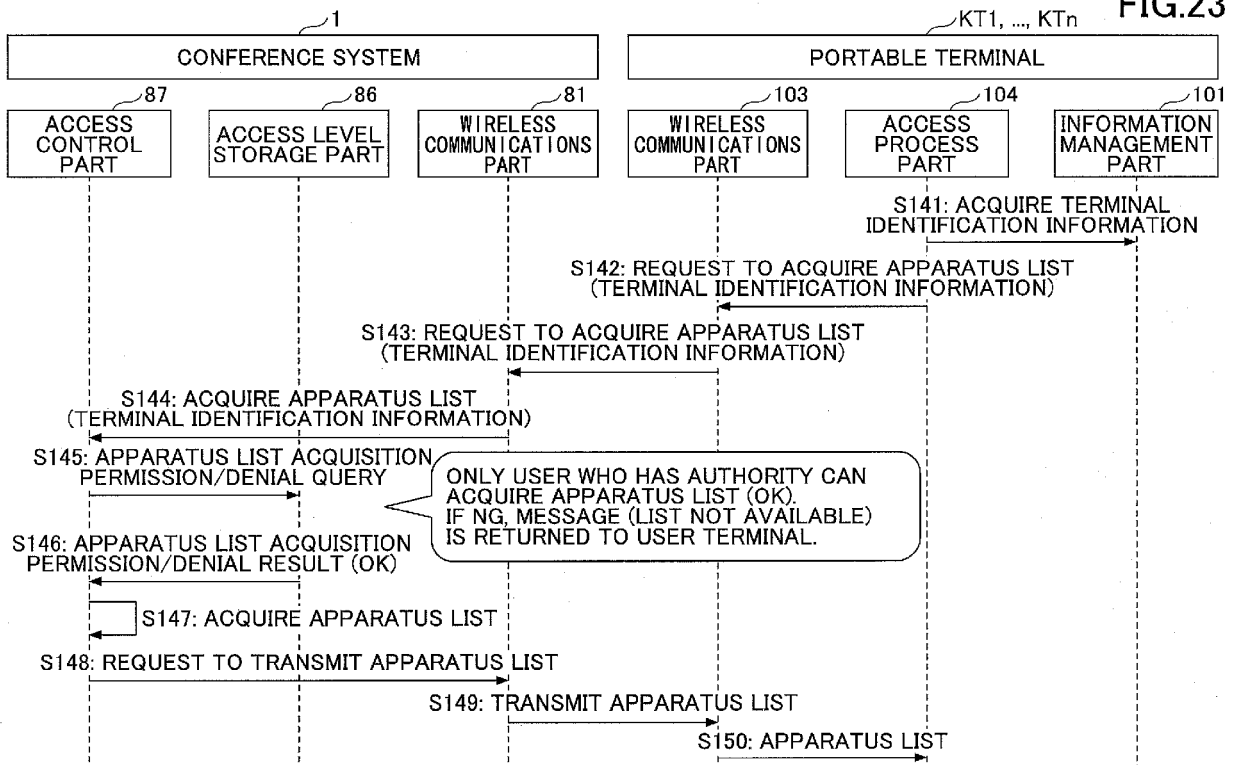 FIG.23
1
KT1, ..., KTn
CONFERENCE SYSTEM
PORTABLE TERMINAL
87
86
81
103
104
101
ACCESS
CONTROL
PART
ACCESS LEVEL
STORAGE PART
WIRELESS
COMMUNICATIONS
PART
WIRELESS
COMMUNICATIONS
PART
ACCESS
PROCESS
PART
INFORMATION
MANAGEMENT
PART
S141: ACQUIRE TERMINAL
IDENTIFICATION INFORMATION
S142: REQUEST TO ACQUIRE APPARATUS LIST
(TERMINAL IDENTIFICATION INFORMATION)
S143: REQUEST TO ACQUIRE APPARATUS LIST
(TERMINAL IDENTIFICATION INFORMATION)
S144: ACQUIRE APPARATUS LIST
(TERMINAL IDENTIFICATION INFORMATION)
S145: APPARATUS LIST ACQUISITION
PERMISSION/DENIAL QUERY
ONLY USER WHO HAS AUTHORITY CAN
ACQUIRE APPARATUS LIST (OK).
IF NG, MESSAGE (LIST NOT AVAILABLE)
IS RETURNED TO USER TERMINAL.
S146: APPARATUS LIST ACQUISITION
PERMISSION/DENIAL RESULT (OK)
S147: ACQUIRE APPARATUS LIST
S148: REQUEST TO TRANSMIT APPARATUS LIST
S149: TRANSMIT APPARATUS LIST
S150: APPARATUS LIST